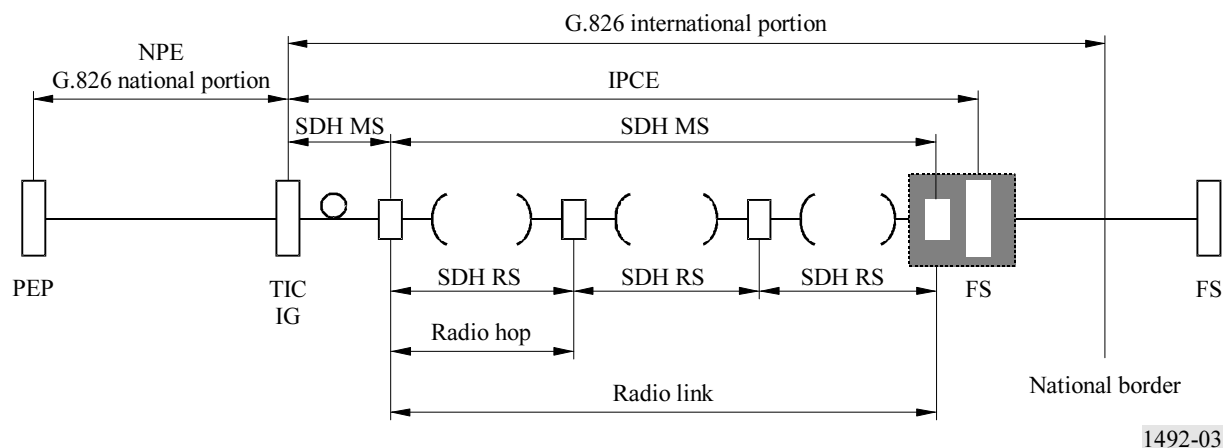 G.826 international portion
NPE
G.826 national portion
IPCE
SDH MS
SDH MS
PEP
TIC
IG
SDH RS
SDH RS
SDH RS
FS
FS
Radio hop
Radio link
National border
1492-03